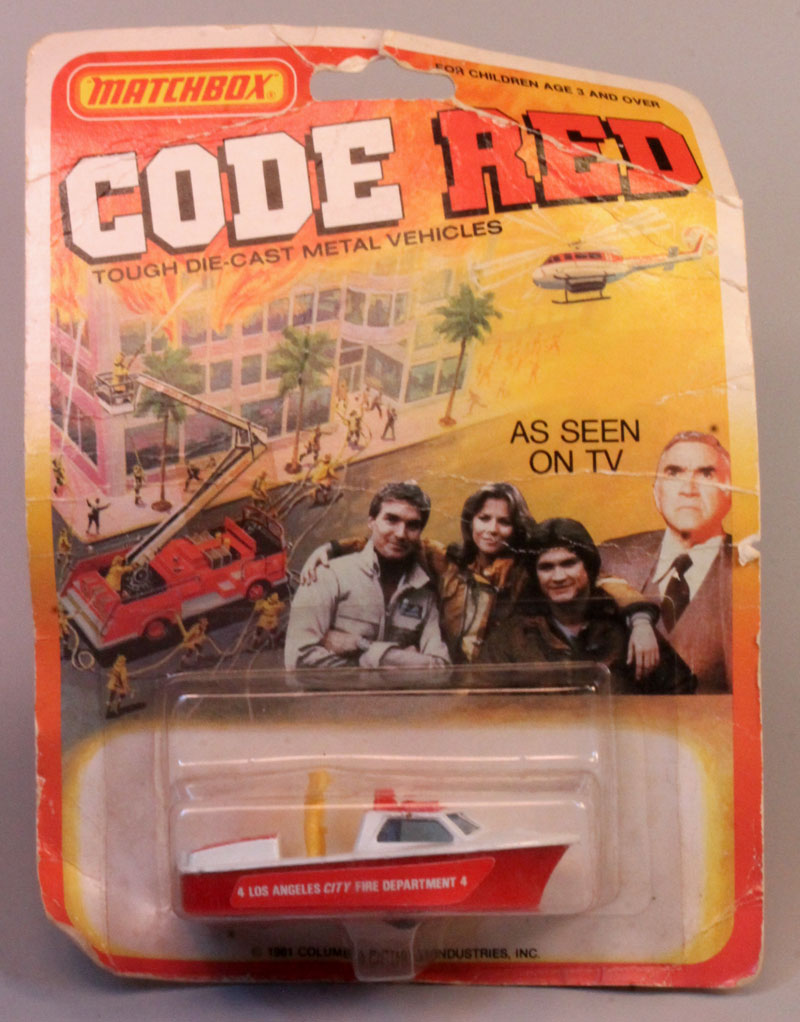 MATCHBOX®
FOR CHILDREN AGE 3 AND OVER
CODE RED
TOUGH DIE-CAST METAL VEHICLES
AS SEEN
ON TV
4 LOS ANGELES CITY FIRE DEPARTMENT 4
© 1981 INDUSTRIES, INC.